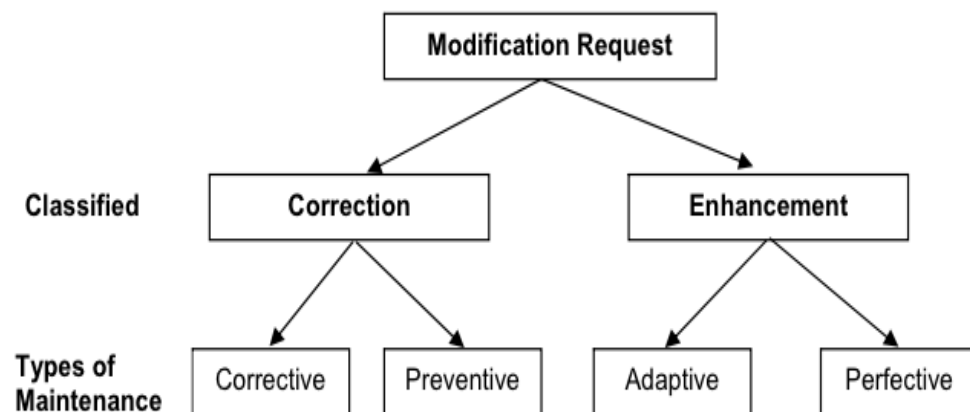 Modification Request
Classified
Correction
Enhancement
Types of
Maintenance
Corrective
Preventive
Adaptive
Perfective